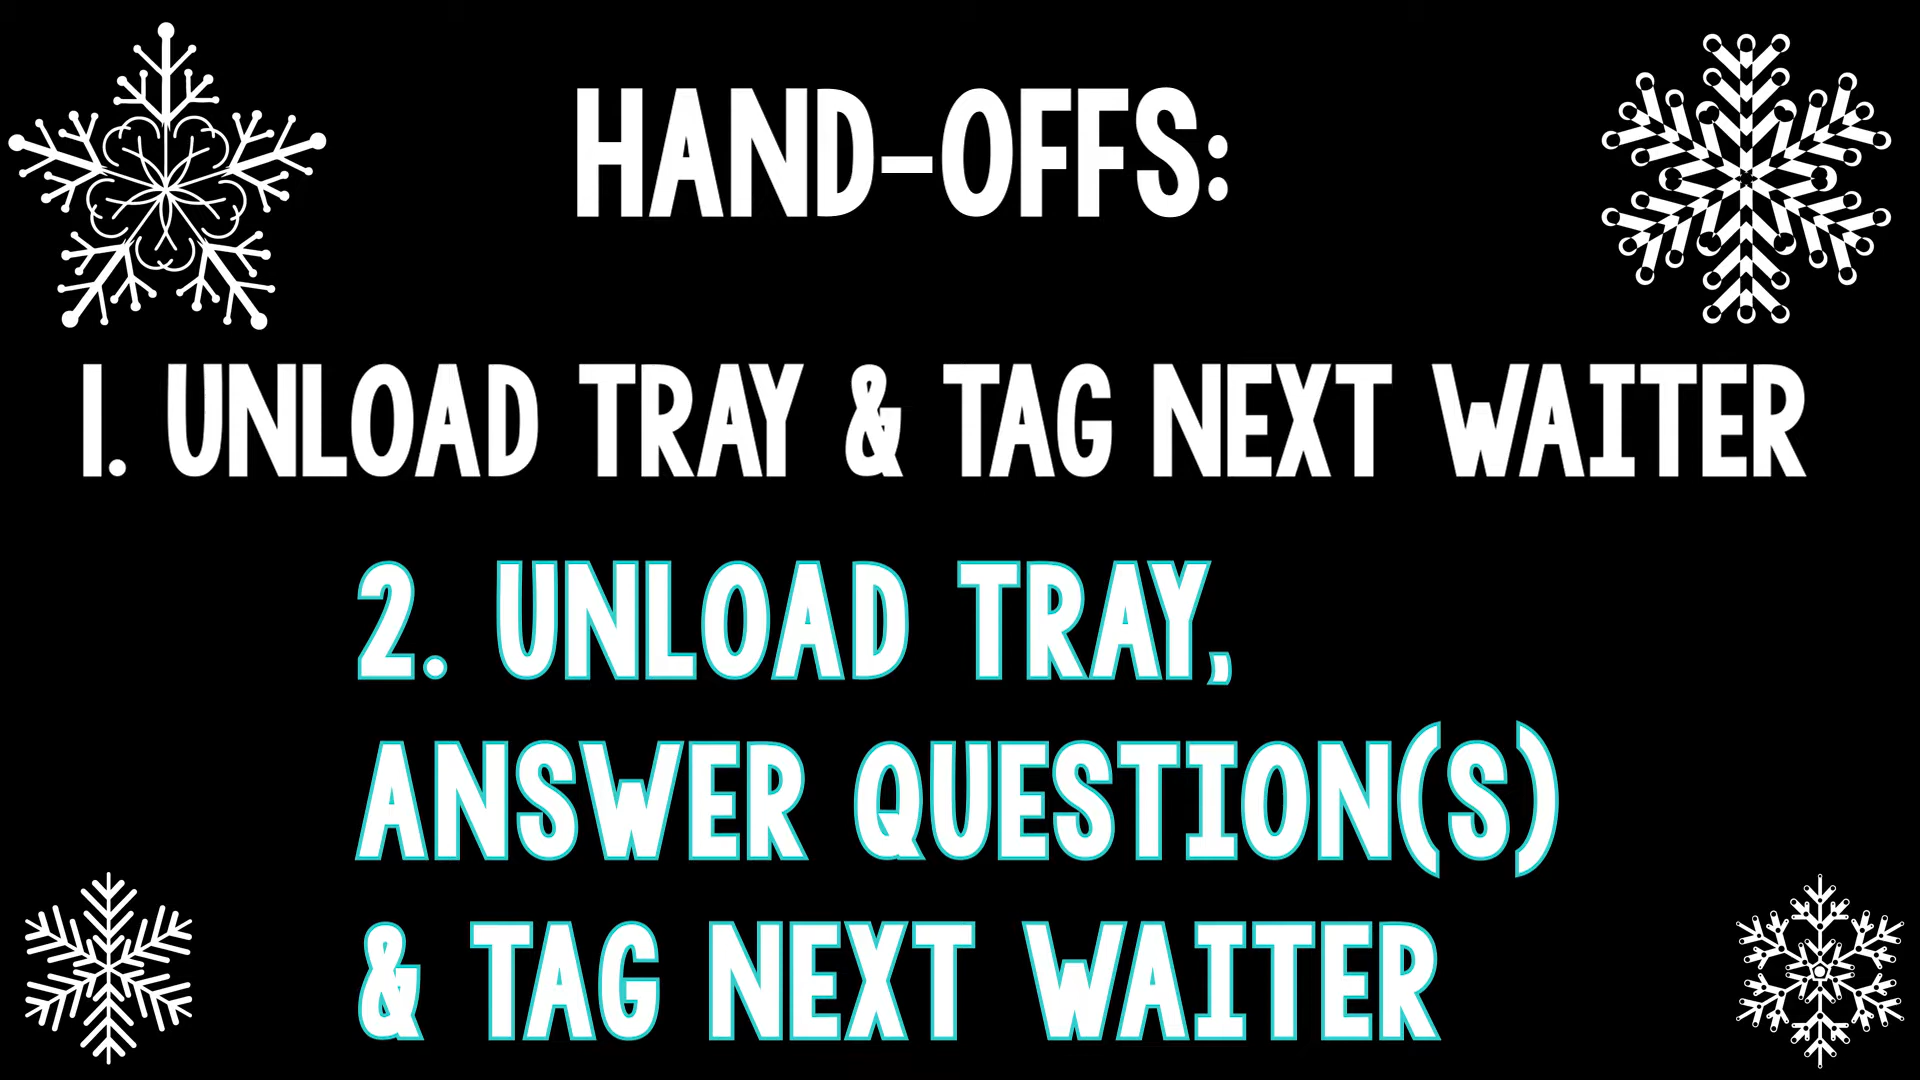 HAND-OFFS:
1. UNLOAD TRAY & TAG NEXT WAITER
2. UNLOAD TRAY,
ANSWER QUESTION(S)
& TAG NEXT WAITER